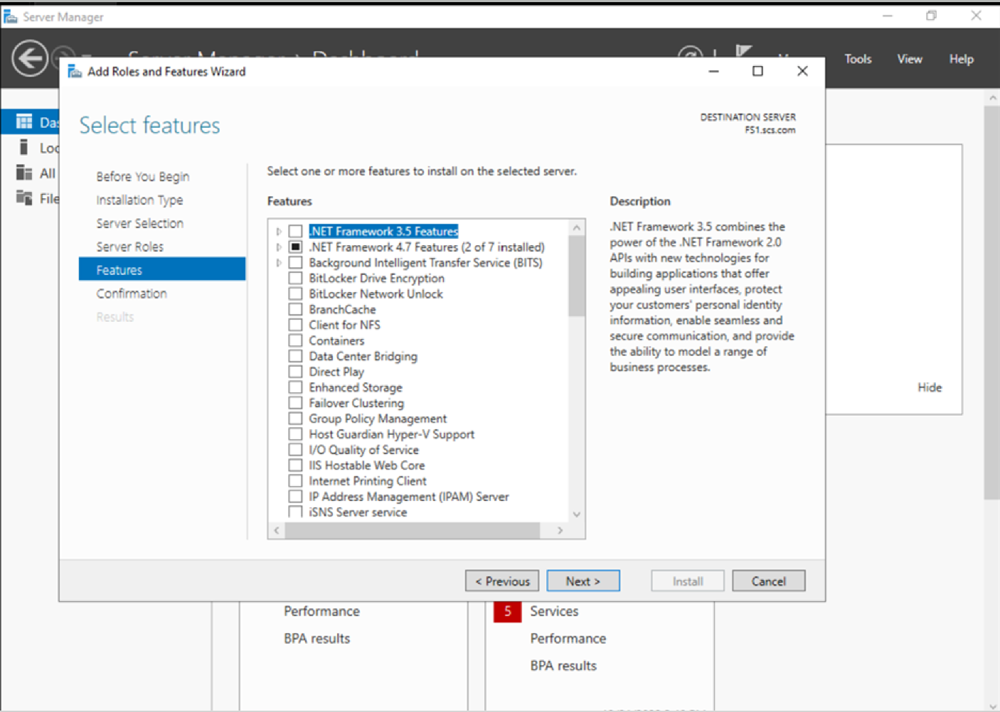 Server Manager
Server Manager
Dashboard
Tools
View
Help
Add Roles and Features Wizard
Select features
DESTINATION SERVER
FS1.scs.com
Before You Begin
Installation Type
Server Selection
Server Roles
Features
Confirmation
Results
Select one or more features to install on the selected server.
Features
.NET Framework 3.5 Features
.NET Framework 4.7 Features (2 of 7 installed)
Background Intelligent Transfer Service (BITS)
BitLocker Drive Encryption
BitLocker Network Unlock
BranchCache
Client for NFS
Containers
Data Center Bridging
Direct Play
Enhanced Storage
Failover Clustering
Group Policy Management
Host Guardian Hyper-V Support
I/O Quality of Service
IIS Hostable Web Core
Internet Printing Client
IP Address Management (IPAM) Server
iSNS Server service
Description
.NET Framework 3.5 combines the
power of the .NET Framework 2.0
APIs with new technologies for
building applications that offer
appealing user interfaces, protect
your customers' personal identity
information, enable seamless and
secure communication, and provide
the ability to model a range of
business processes.
Das
Loc
All
File
Hide
< Previous
Next >
Install
Cancel
Performance
BPA results
5 Services
Performance
BPA results